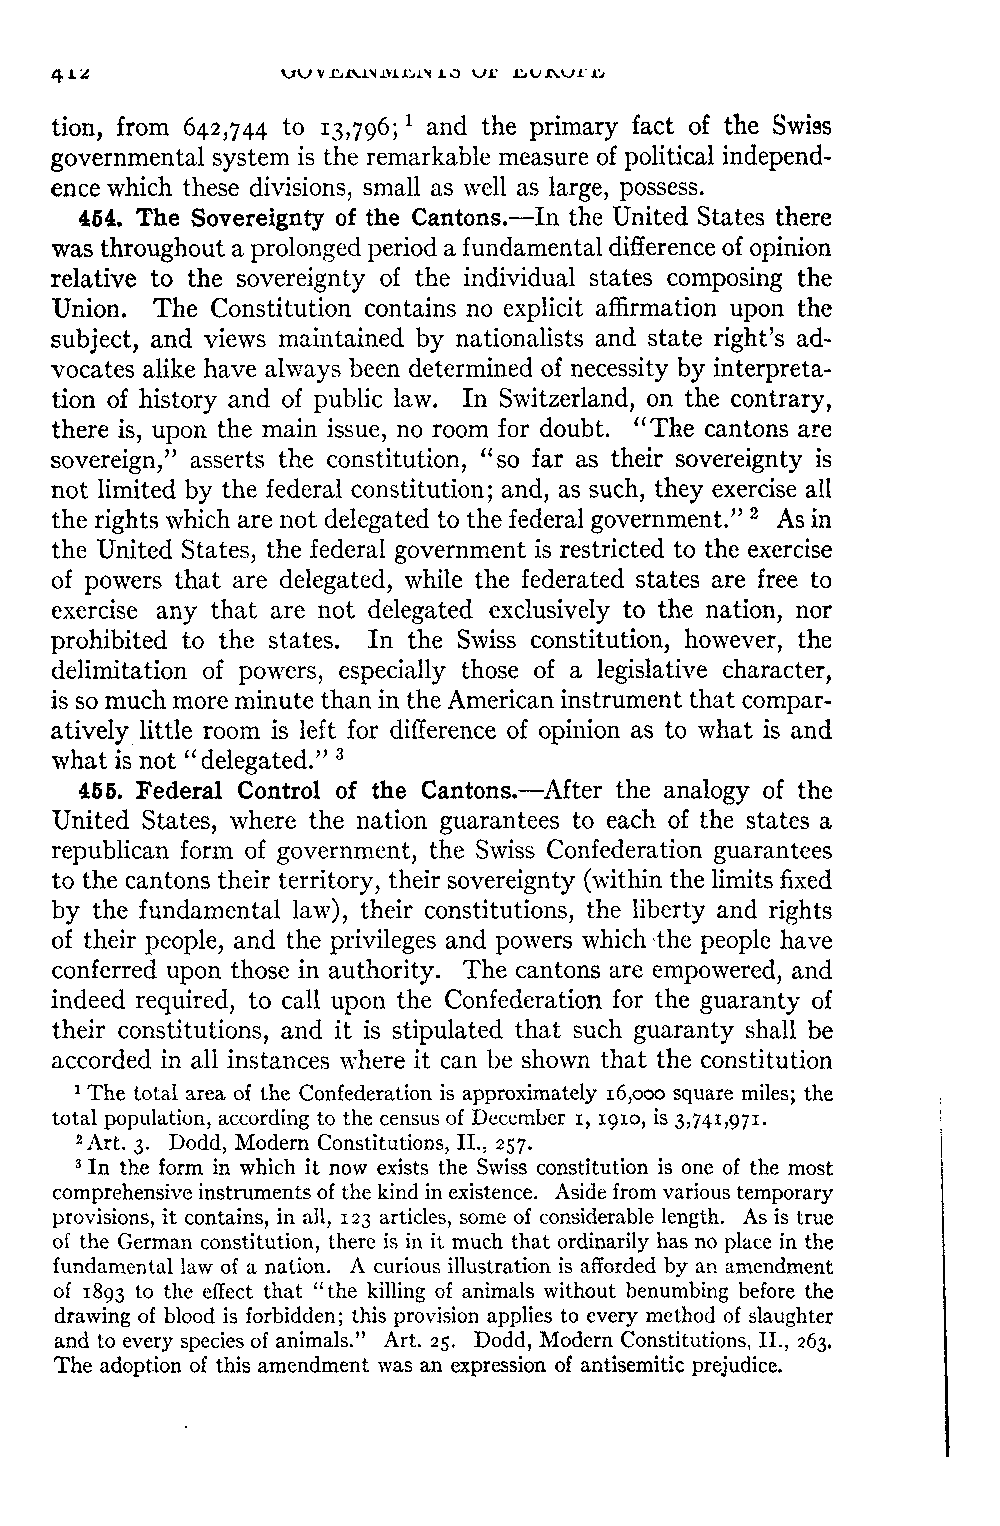 412 GOVERNMENTS OF EUROPE
tion, from 642,744 to 13,796; ¹ and the primary fact of the Swiss
governmental system is the remarkable measure of political independ-
ence which these divisions, small as well as large, possess.
454. The Sovereignty of the Cantons.—In the United States there
was throughout a prolonged period a fundamental difference of opinion
relative to the sovereignty of the individual states composing the
Union. The Constitution contains no explicit affirmation upon the
subject, and views maintained by nationalists and state right's ad-
vocates alike have always been determined of necessity by interpreta-
tion of history and of public law. In Switzerland, on the contrary,
there is, upon the main issue, no room for doubt. "The cantons are
sovereign," asserts the constitution, "so far as their sovereignty is
not limited by the federal constitution; and, as such, they exercise all
the rights which are not delegated to the federal government." ² As in
the United States, the federal government is restricted to the exercise
of powers that are delegated, while the federated states are free to
exercise any that are not delegated exclusively to the nation, nor
prohibited to the states. In the Swiss constitution, however, the
delimitation of powers, especially those of a legislative character,
is so much more minute than in the American instrument that compar-
atively little room is left for difference of opinion as to what is and
what is not "delegated." ³
455. Federal Control of the Cantons.—After the analogy of the
United States, where the nation guarantees to each of the states a
republican form of government, the Swiss Confederation guarantees
to the cantons their territory, their sovereignty (within the limits fixed
by the fundamental law), their constitutions, the liberty and rights
of their people, and the privileges and powers which the people have
conferred upon those in authority. The cantons are empowered, and
indeed required, to call upon the Confederation for the guaranty of
their constitutions, and it is stipulated that such guaranty shall be
accorded in all instances where it can be shown that the constitution
¹ The total area of the Confederation is approximately 16,000 square miles; the
total population, according to the census of December 1, 1910, is 3,741,971.
² Art. 3. Dodd, Modern Constitutions, II., 257.
³ In the form in which it now exists the Swiss constitution is one of the most
comprehensive instruments of the kind in existence. Aside from various temporary
provisions, it contains, in all, 123 articles, some of considerable length. As is true
of the German constitution, there is in it much that ordinarily has no place in the
fundamental law of a nation. A curious illustration is afforded by an amendment
of 1893 to the effect that "the killing of animals without benumbing before the
drawing of blood is forbidden; this provision applies to every method of slaughter
and to every species of animals." Art. 25. Dodd, Modern Constitutions, II., 263.
The adoption of this amendment was an expression of antisemitic prejudice.